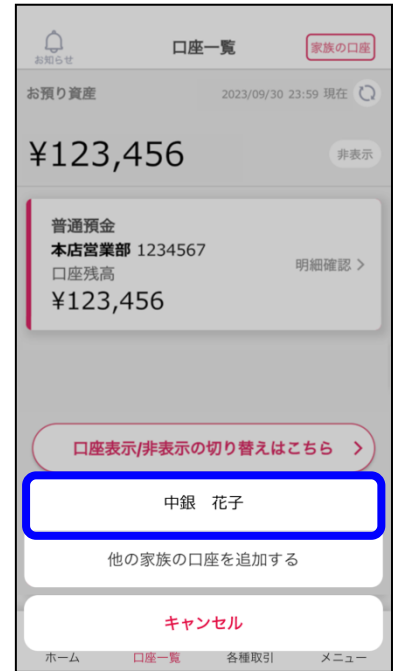 お知らせ
口座一覧
家族の口座
お預り資産
2023/09/30 23:59 現在
¥123,456
非表示
普通預金
本店営業部 1234567
口座残高
¥123,456
明細確認 >
口座表示/非表示の切り替えはこちら >
中銀　花子
他の家族の口座を追加する
キャンセル
ホーム
口座一覧
各種取引
メニュー